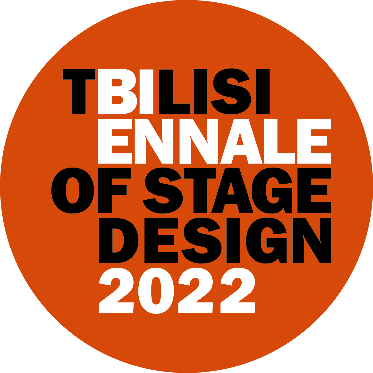 TBILISI
ENNALE
OF STAGE
DESIGN
2022